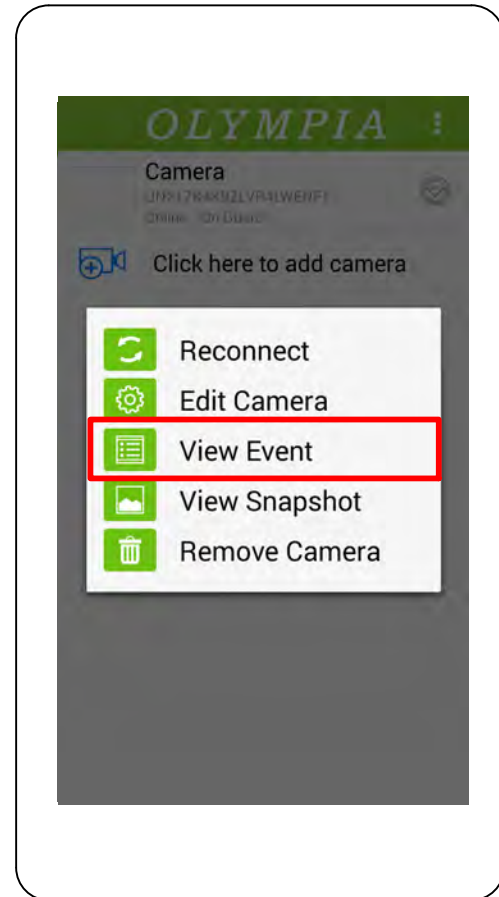 OLYMPIA
Camera
Click here to add camera
Reconnect
Edit Camera
View Event
View Snapshot
Remove Camera